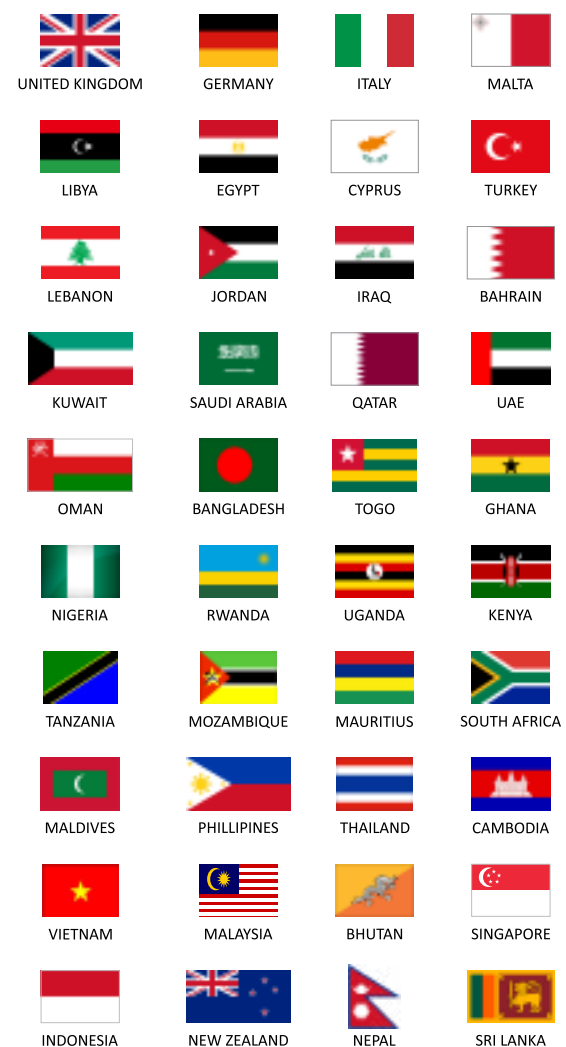 UNITED KINGDOM GERMANY ITALY MALTA
LIBYA EGYPT CYPRUS TURKEY
LEBANON JORDAN IRAQ BAHRAIN
KUWAIT SAUDI ARABIA QATAR UAE
OMAN BANGLADESH TOGO GHANA
NIGERIA RWANDA UGANDA KENYA
TANZANIA MOZAMBIQUE MAURITIUS SOUTH AFRICA
MALDIVES PHILLIPINES THAILAND CAMBODIA
VIETNAM MALAYSIA BHUTAN SINGAPORE
INDONESIA NEW ZEALAND NEPAL SRI LANKA